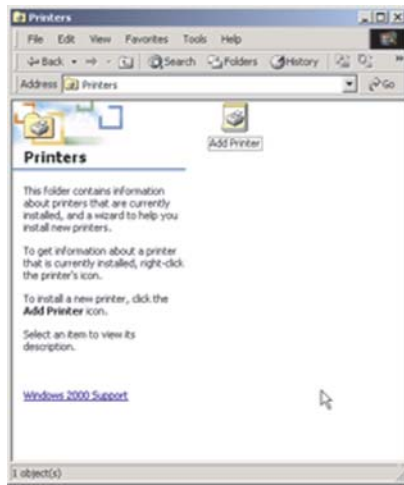 Printers
File Edit View Favorites Tools Help
Back Search Folders History
Address Printers Go
Add Printer
Printers
This folder contains information
about printers that are currently
installed, and a wizard to help you
install new printers.
To get information about a printer
that is currently installed, right-click
the printer's icon.
To install a new printer, click the
Add Printer icon.
Select an item to view its
description.
Windows 2000 Support
1 object(s)